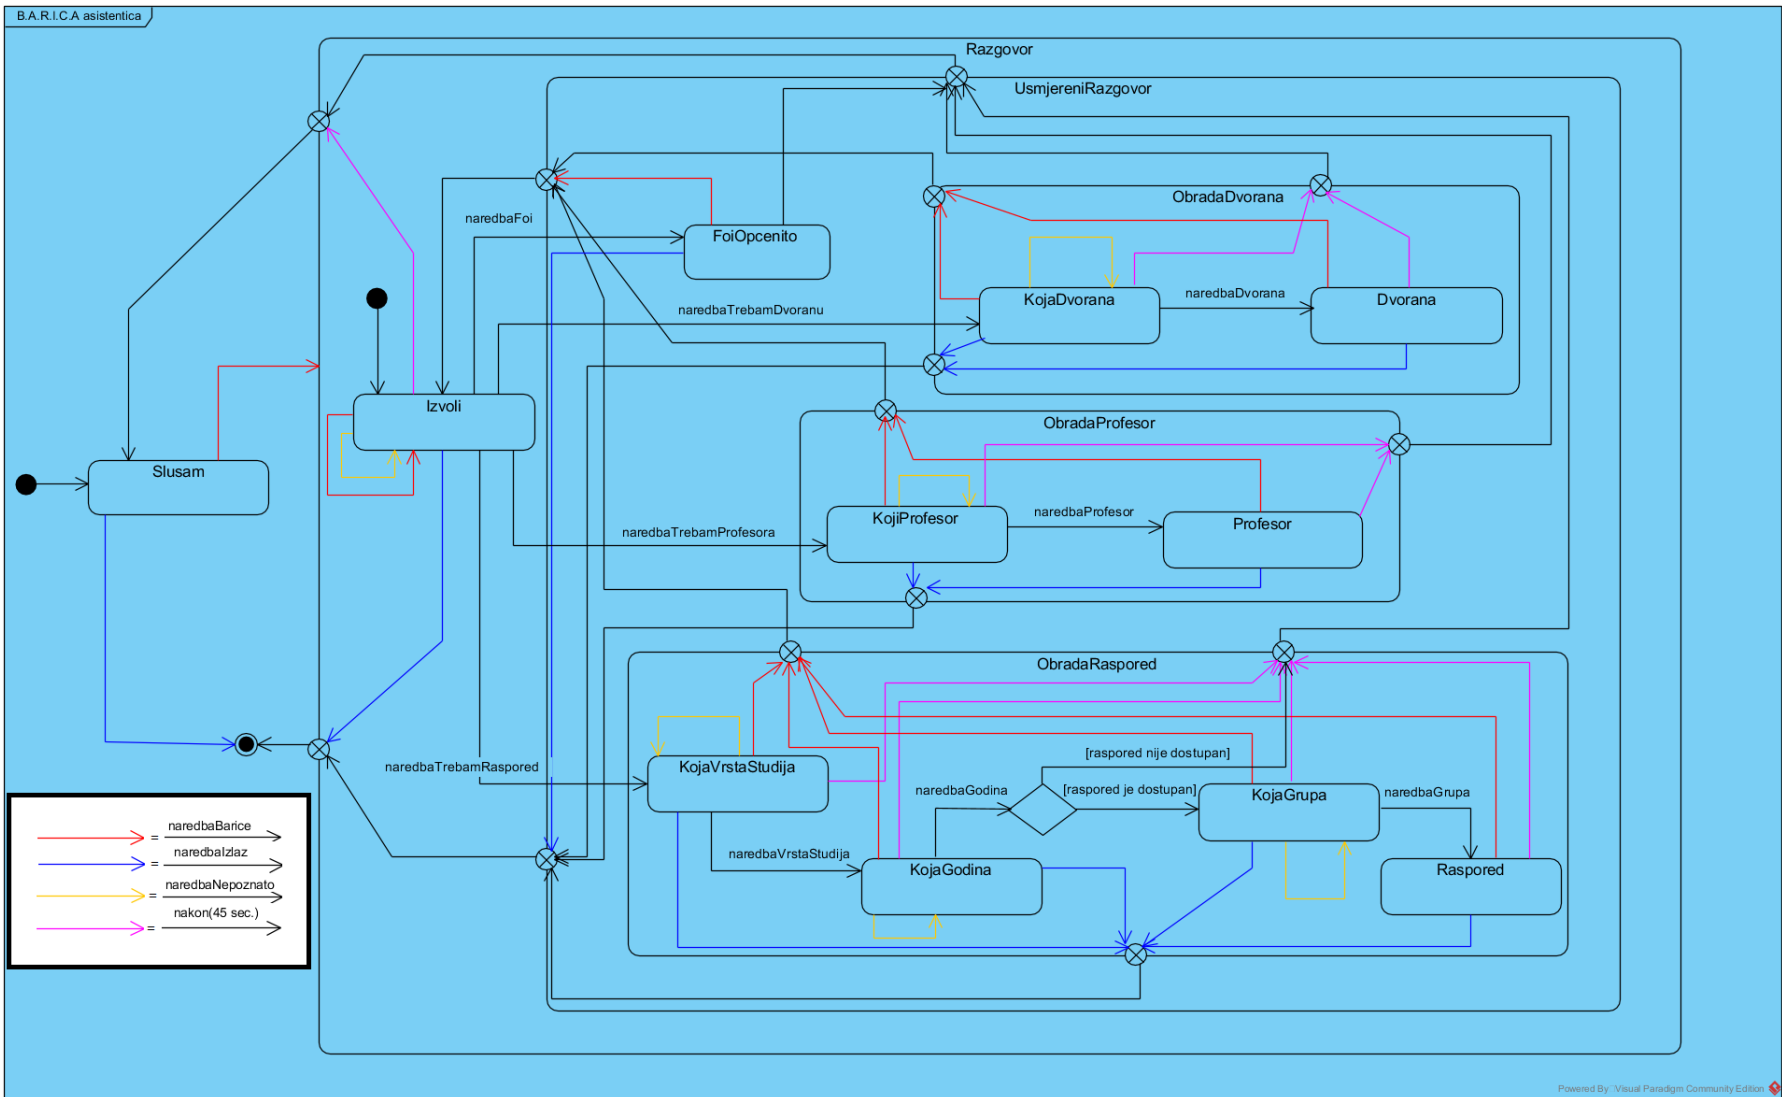 B.A.R.I.C.A asistentica
Razgovor
UsmjereniRazgovor
ObradaDvorana
naredbaFoi
FoiOpcenito
naredbaTrebamDvoranu
KojaDvorana
naredbaDvorana
Dvorana
Izvoli
ObradaProfesor
Slusam
naredbaTrebamProfesora
KojiProfesor
naredbaProfesor
Profesor
ObradaRaspored
naredbaTrebamRaspored
KojaVrstaStudija
[raspored nije dostupan]
naredbaGodina
[raspored je dostupan]
KojaGrupa
naredbaGrupa
naredbaVrstaStudija
KojaGodina
Raspored
= naredbaBarice
= naredbaIzlaz
= naredbaNepoznato
= nakon(45 sec.)
Powered By Visual Paradigm Community Edition